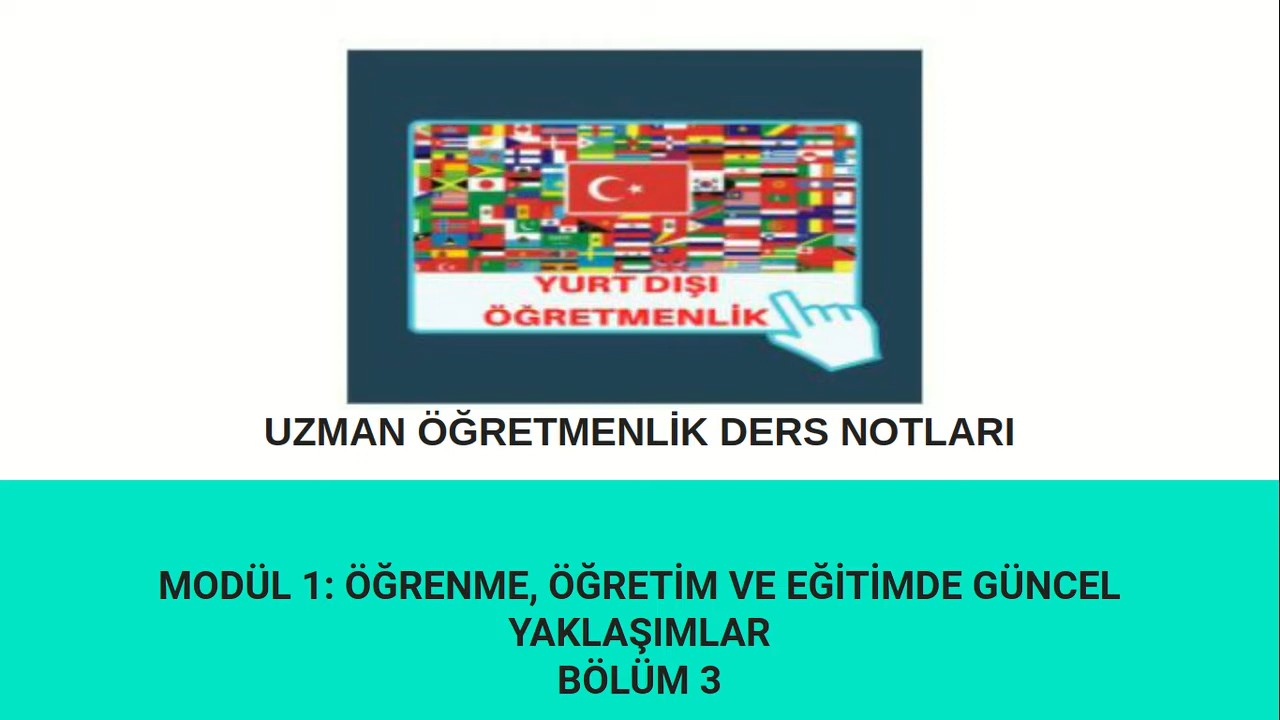 YURT DIŞI
ÖĞRETMENLİK
UZMAN ÖĞRETMENLİK DERS NOTLARI
MODÜL 1: ÖĞRENME, ÖĞRETİM VE EĞİTİMDE GÜNCEL
YAKLAŞIMLAR
BÖLÜM 3